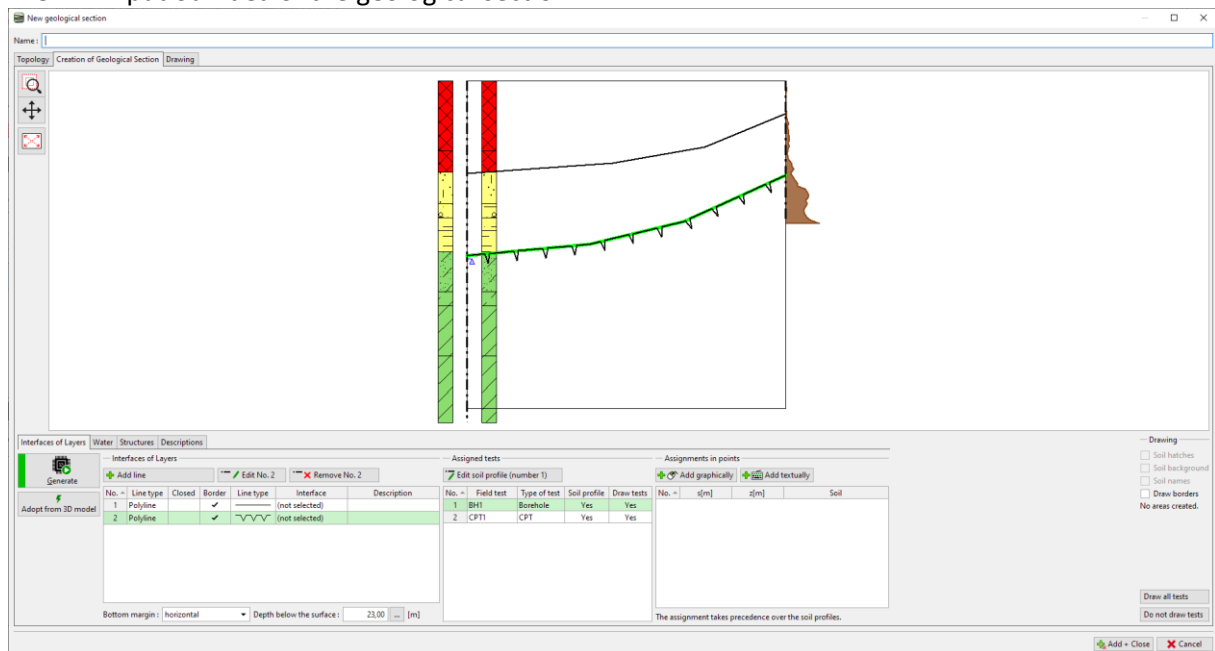 New geological section
Name :
Topology Creation of Geological Section Drawing
Interfaces of Layers Water Structures Descriptions
Generate
Adopt from 3D model
Interfaces of Layers
Add line Edit No. 2 Remove No. 2
No. Line type Closed Border Line type Interface Description
1 Polyline (not selected)
2 Polyline (not selected)
Bottom margin : horizontal Depth below the surface : 23,00 ... [m]
Assigned tests
Edit soil profile (number 1)
No. Field test Type of test Soil profile Draw tests
1 BH1 Borehole Yes Yes
2 CPT1 CPT Yes Yes
Assignments in points
Add graphically Add textually
No. s[m] z[m] Soil
The assignment takes precedence over the soil profiles.
Drawing
Soil hatches
Soil background
Soil names
Draw borders
No areas created.
Draw all tests
Do not draw tests
Add + Close Cancel